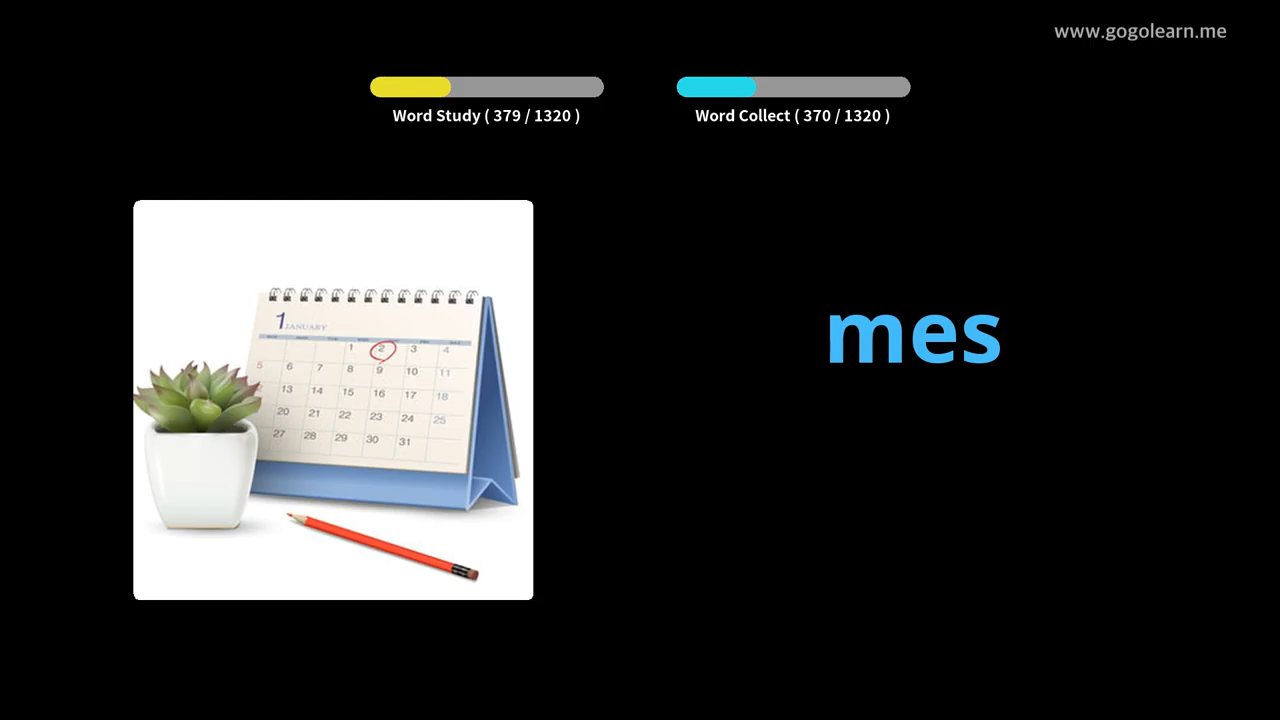 www.gogolearn.me
Word Study ( 379 / 1320 )
Word Collect ( 370 / 1320 )
mes
1 JANUARY
1 2 3 4
5 6 7 8 9 10 11
13 14 15 16 17 18
20 21 22 23 24 25
27 28 29 30 31